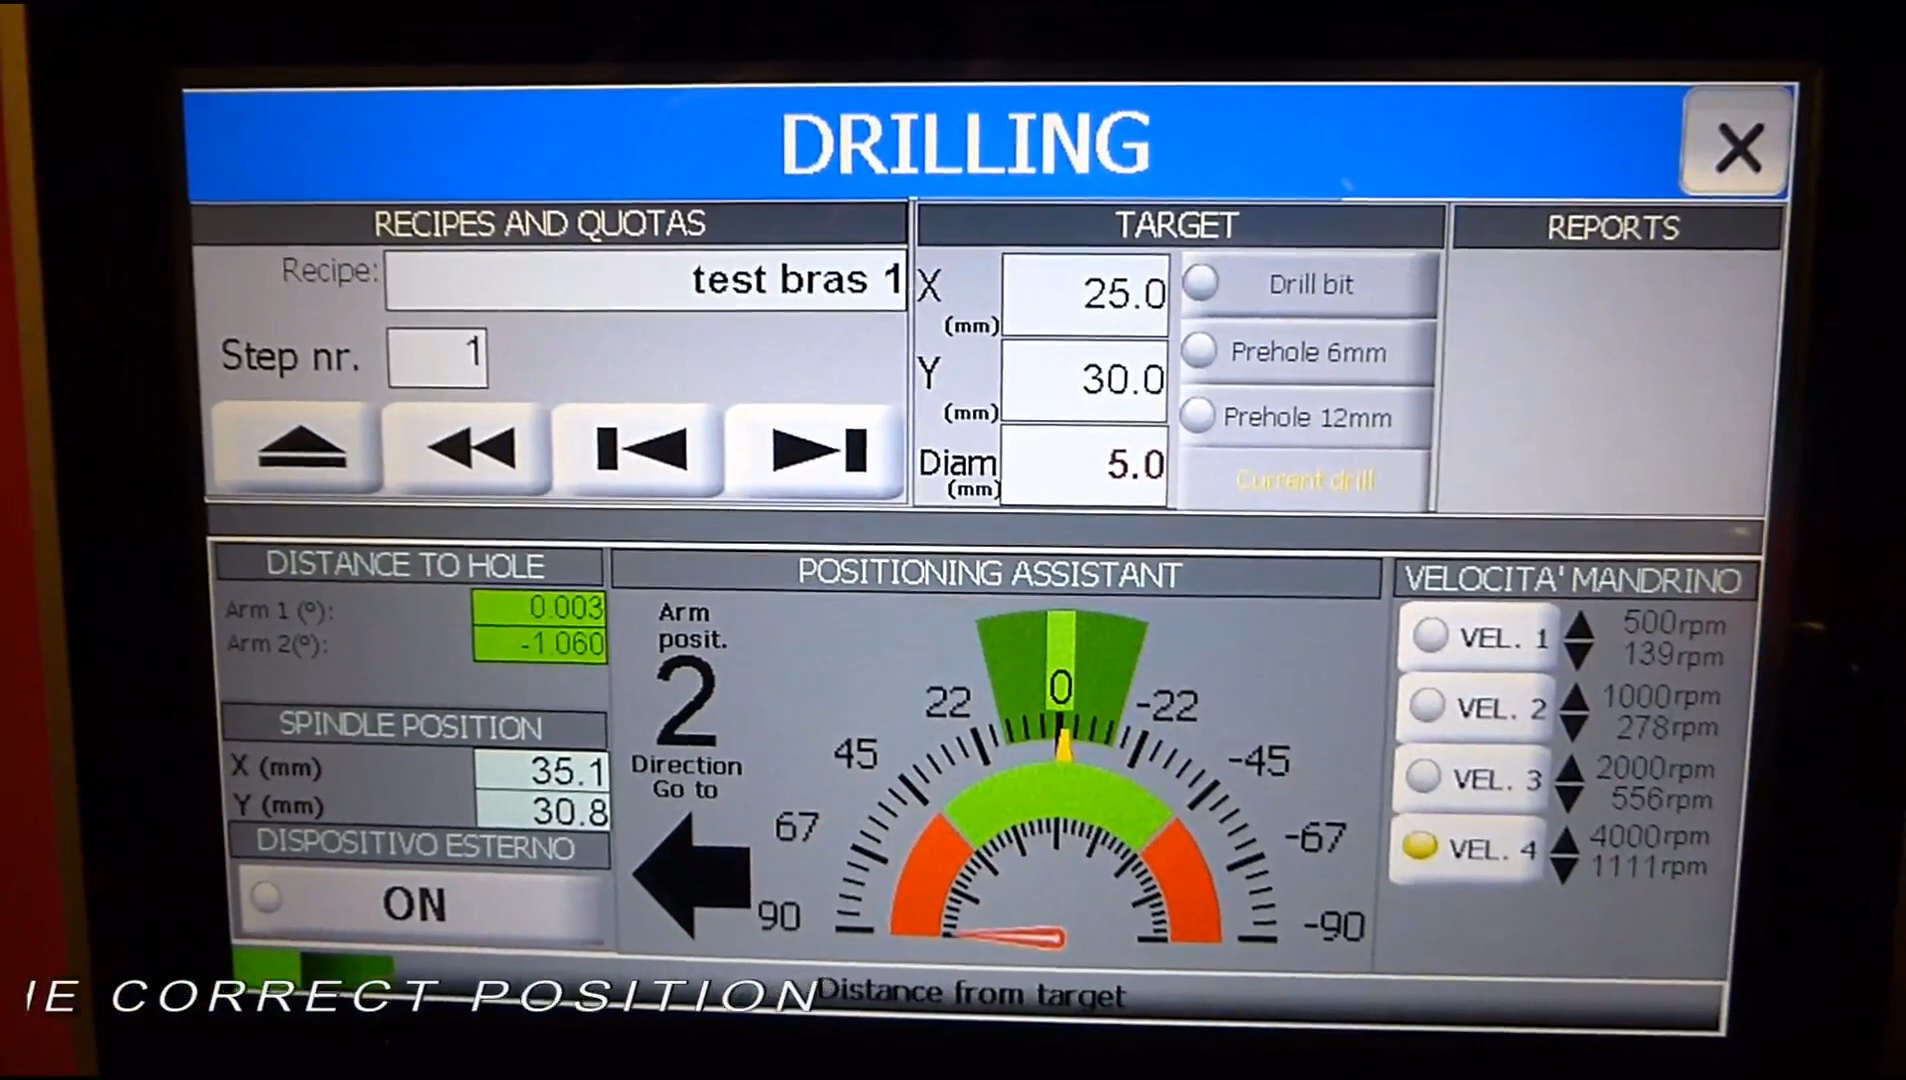 DRILLING
X
RECIPES AND QUOTAS
Recipe: test bras 1
Step nr. 1
TARGET
X (mm) 25.0
Y (mm) 30.0
Diam (mm) 5.0
Drill bit
Prehole 6mm
Prehole 12mm
Current drill
REPORTS
DISTANCE TO HOLE
Arm 1 (°): 0.003
Arm 2(°): -1.060
SPINDLE POSITION
X (mm) 35.1
Y (mm) 30.8
DISPOSITIVO ESTERNO
ON
POSITIONING ASSISTANT
Arm
posit.
2
Direction
Go to
90
67
45
22
0
-22
-45
-67
-90
VELOCITA' MANDRINO
VEL. 1 500rpm
139rpm
VEL. 2 1000rpm
278rpm
VEL. 3 2000rpm
556rpm
VEL. 4 4000rpm
1111rpm
Distance from target
CORRECT POSITION